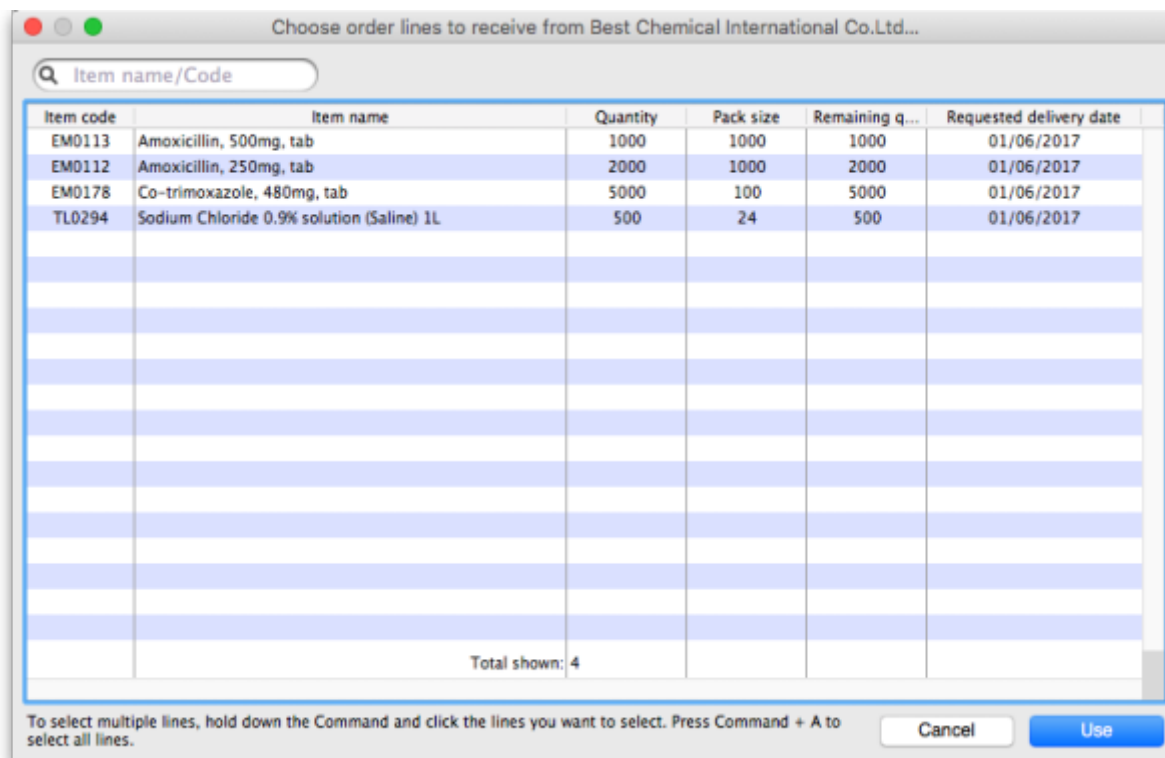 Choose order lines to receive from Best Chemical International Co.Ltd...
Item name/Code
Item code Item name Quantity Pack size Remaining q... Requested delivery date
EM0113 Amoxicillin, 500mg, tab 1000 1000 1000 01/06/2017
EM0112 Amoxicillin, 250mg, tab 2000 1000 2000 01/06/2017
EM0178 Co-trimoxazole, 480mg, tab 5000 100 5000 01/06/2017
TL0294 Sodium Chloride 0.9% solution (Saline) 1L 500 24 500 01/06/2017
Total shown: 4
To select multiple lines, hold down the Command and click the lines you want to select. Press Command + A to
select all lines.
Cancel Use